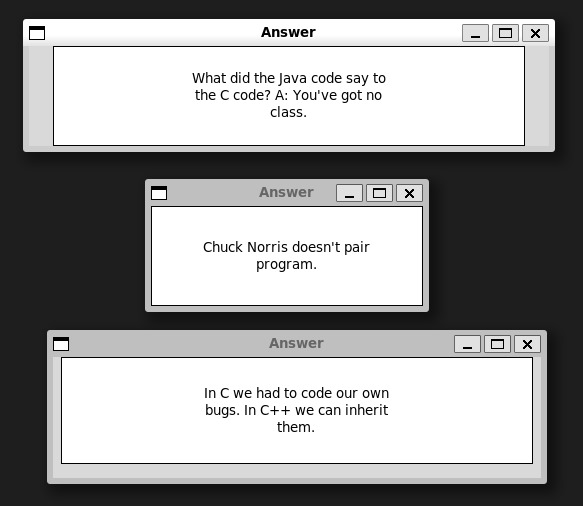 Answer
What did the Java code say to
the C code? A: You've got no
class.
Answer
Chuck Norris doesn't pair
program.
Answer
In C we had to code our own
bugs. In C++ we can inherit
them.